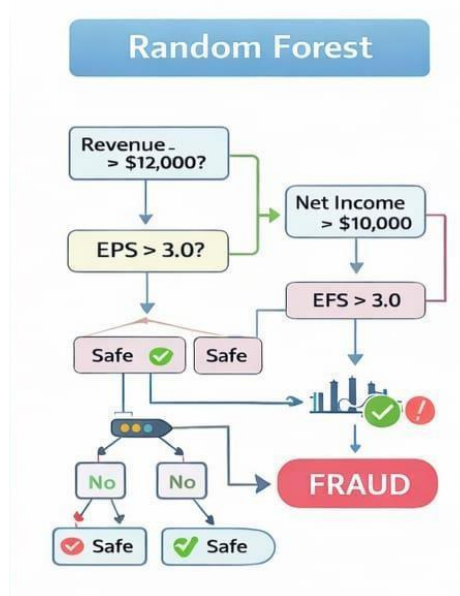 Random Forest
Revenue-
> $12,000?
Net Income
> $10,000
EPS > 3.0?
EFS > 3.0
Safe
Safe
No
No
FRAUD
Safe
Safe